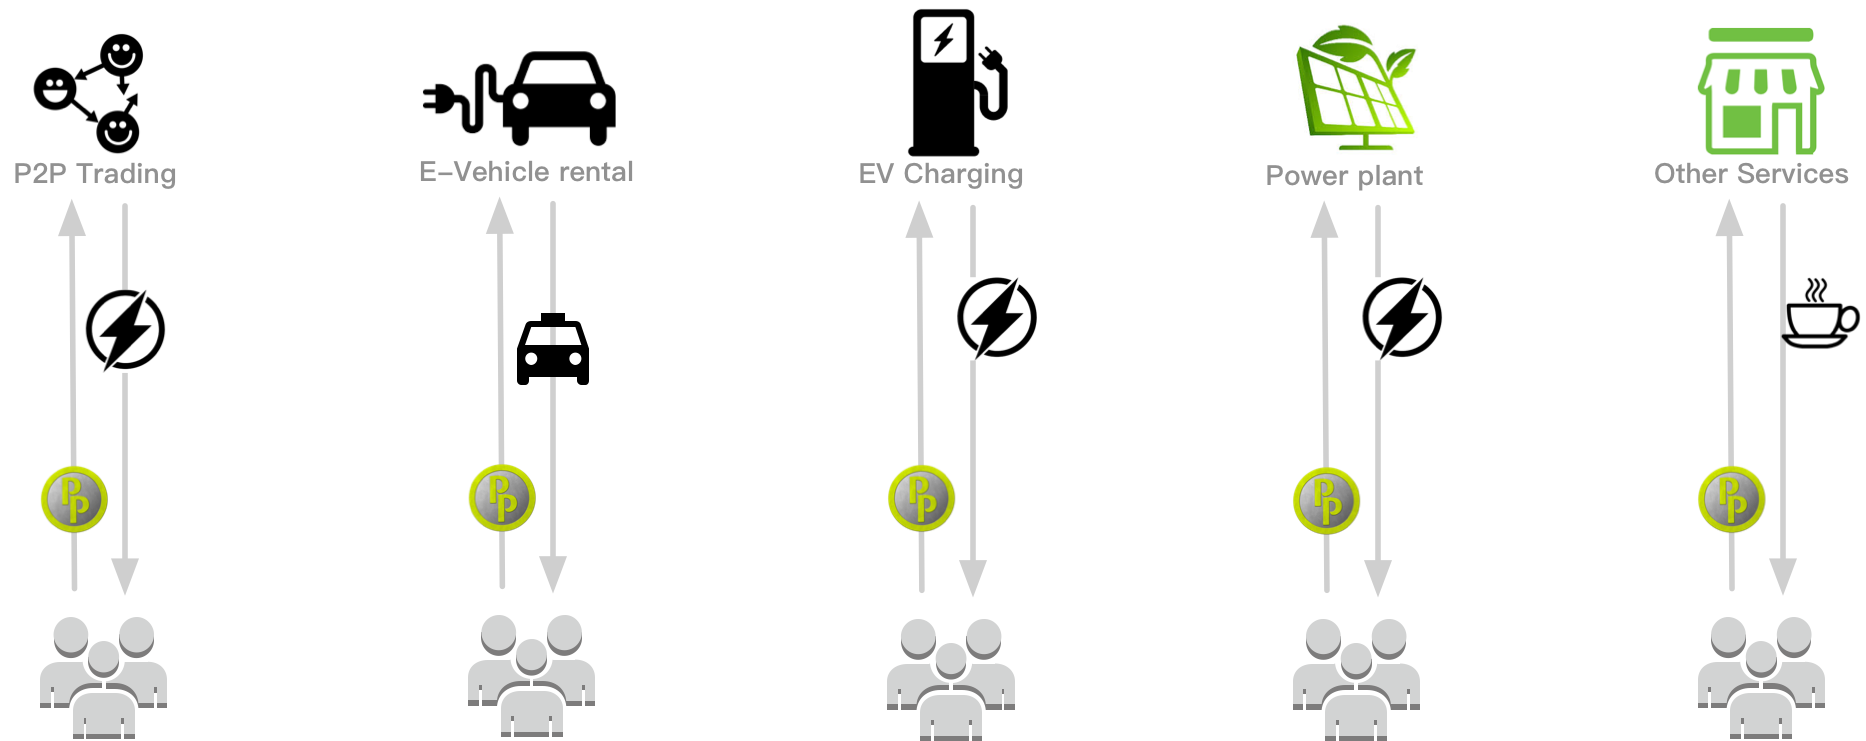 P2P Trading
E-Vehicle rental
EV Charging
Power plant
Other Services
PP
PP
PP
PP
PP